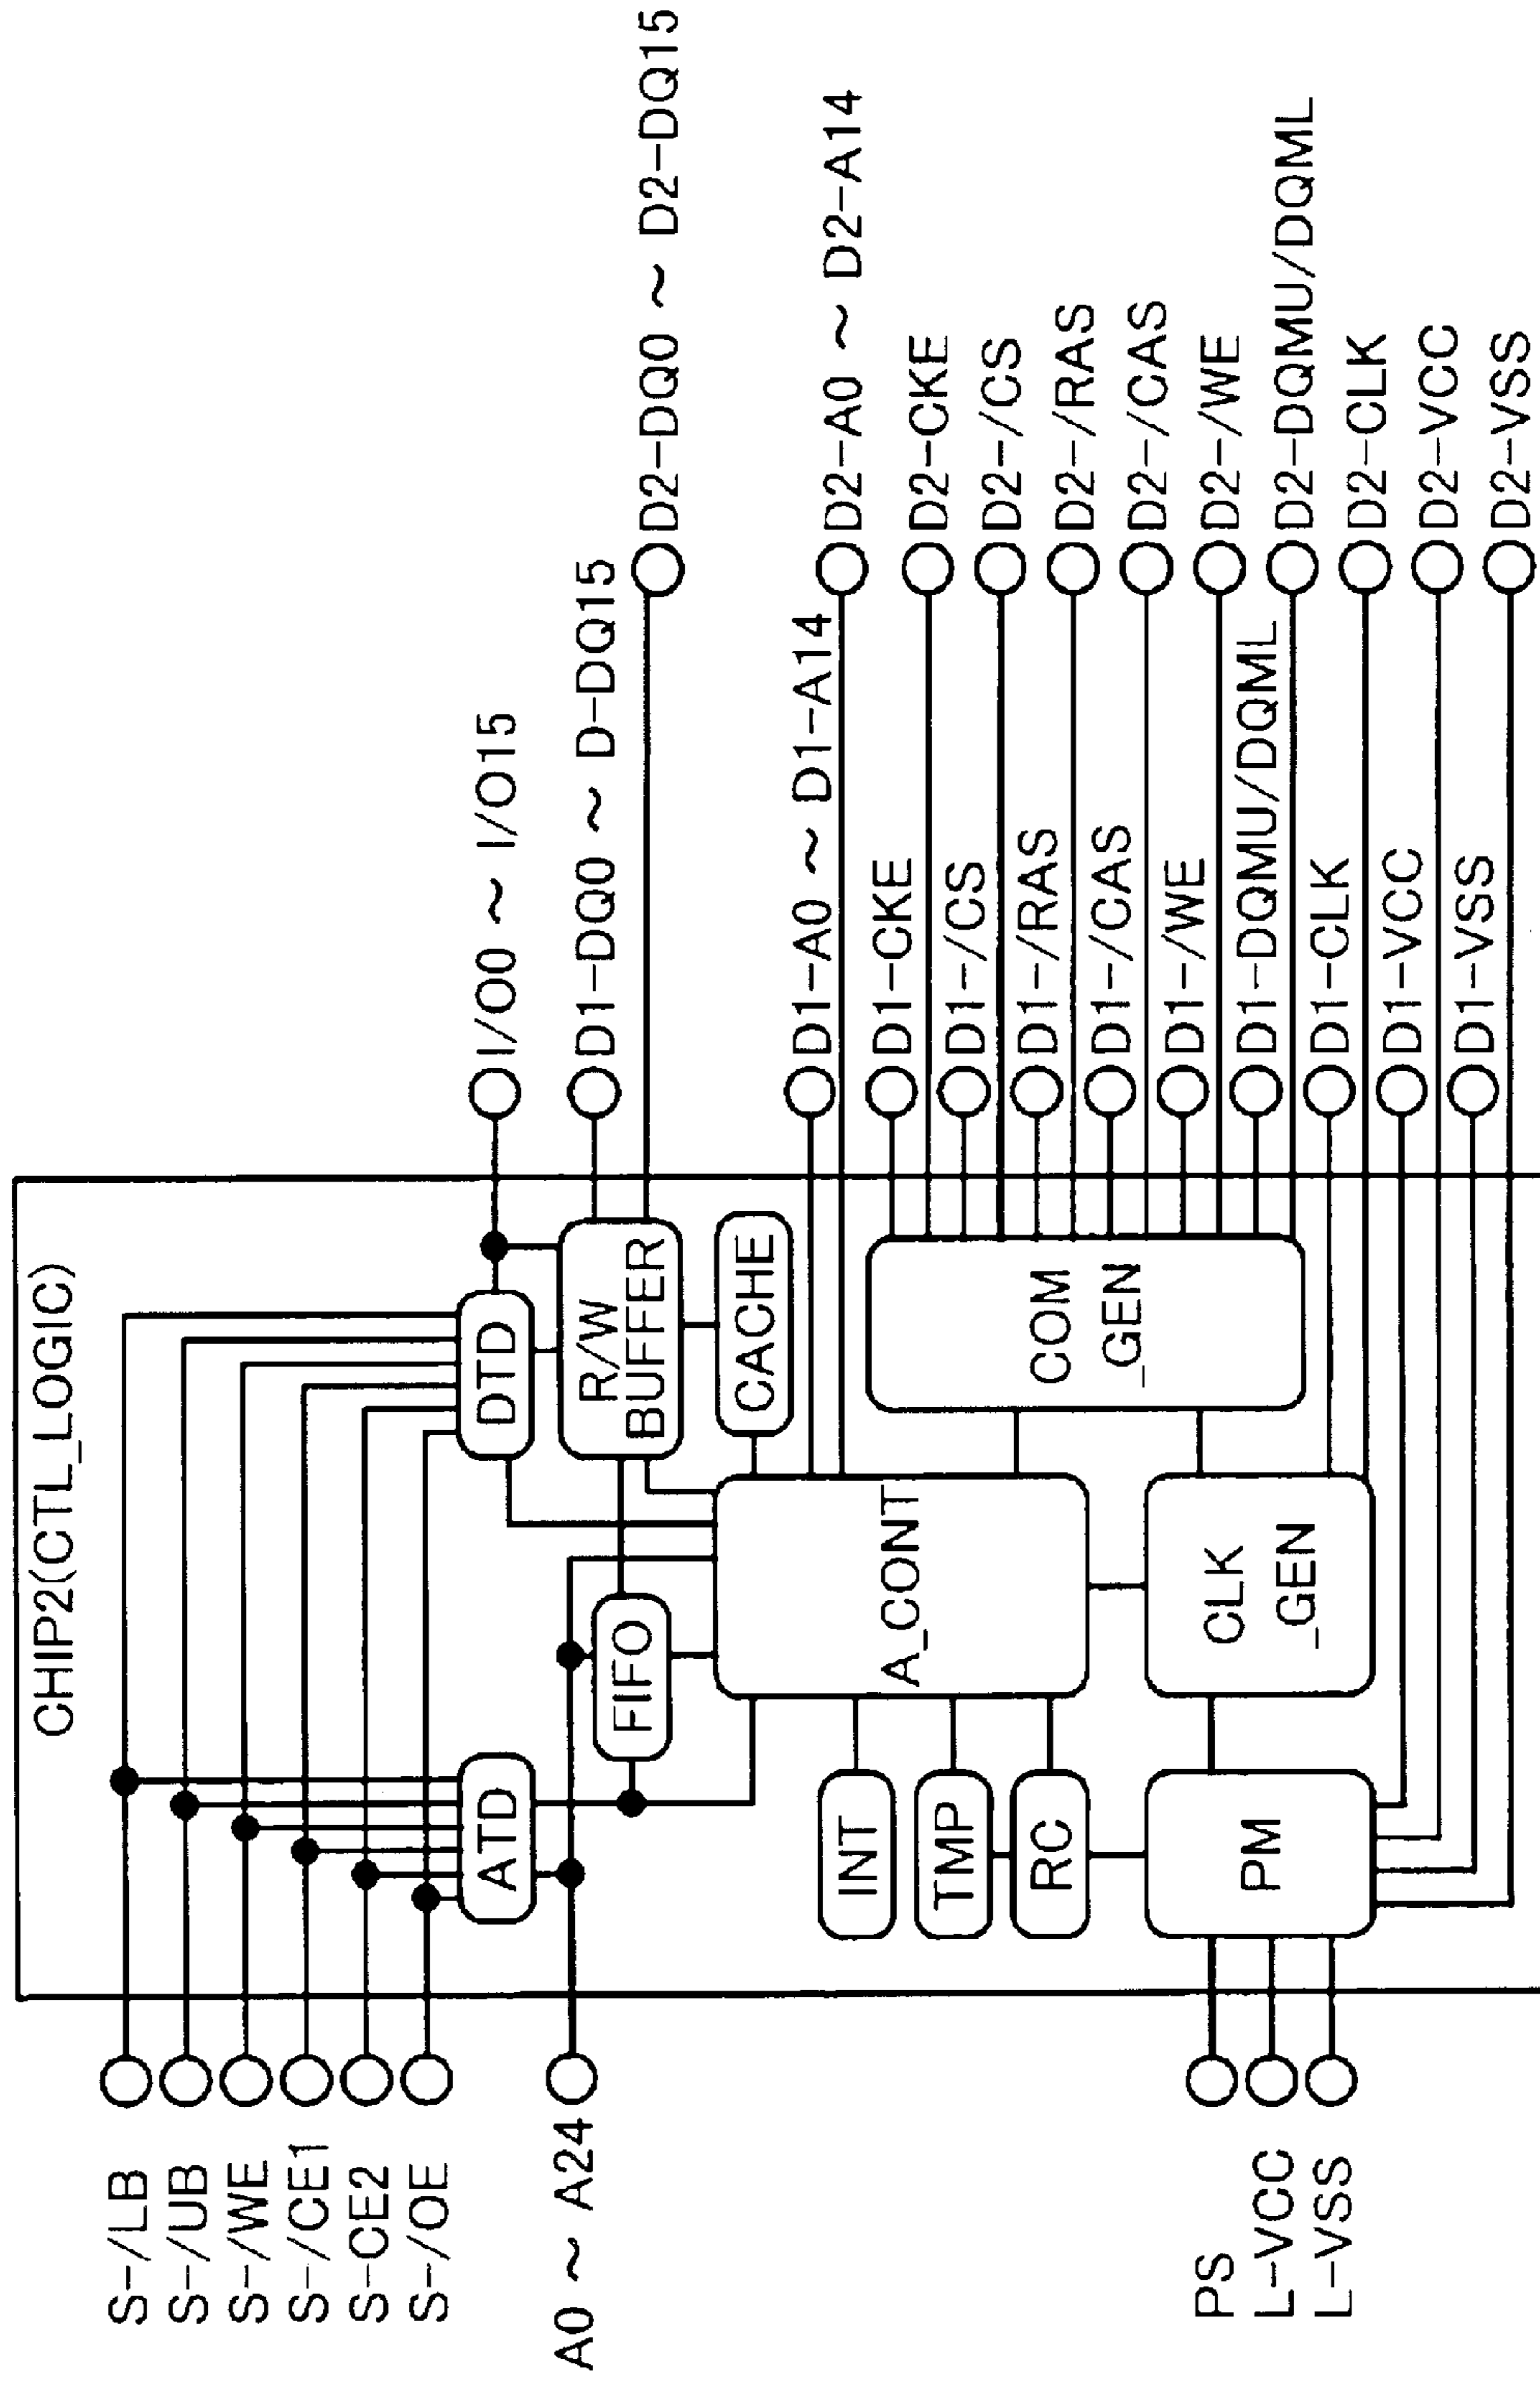 CHIP2(CTL_LOGIC)
S-/LB
S-/UB
S-/WE
S-/CE1
S-CE2
S-/OE
A0 ~ A24
PS
L-VCC
L-VSS
ATD
DTD
FIFO
R/W
BUFFER
CACHE
A_CONT
INT
TMP
RC
PM
CLK
_GEN
COM
_GEN
I/O0 ~ I/O15
D1-DQ0 ~ D-DQ15
D2-DQ0 ~ D2-DQ15
D1-A0 ~ D1-A14
D2-A0 ~ D2-A14
D1-CKE
D2-CKE
D1-/CS
D2-/CS
D1-/RAS
D2-/RAS
D1-/CAS
D2-/CAS
D1-/WE
D2-/WE
D1-DQMU/DQML
D2-DQMU/DQML
D1-CLK
D2-CLK
D1-VCC
D2-VCC
D1-VSS
D2-VSS